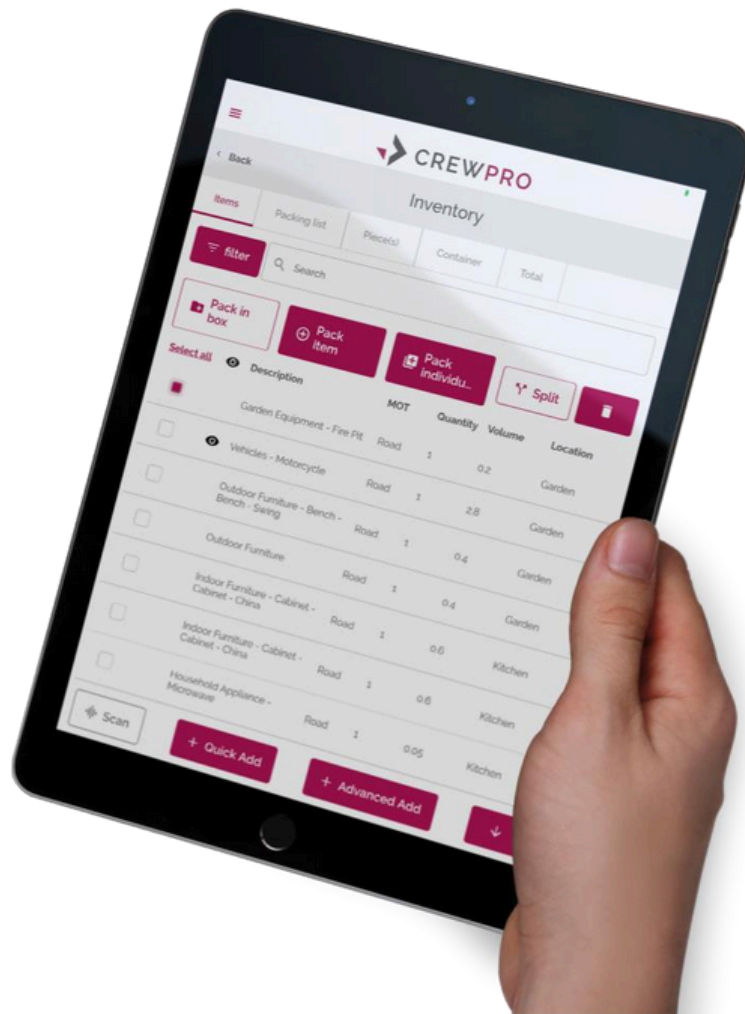 CREWPRO
Back
Inventory
Items Packing list Piece(s) Container Total
filter Search
Pack in box
Pack item
Pack individu...
Split
Select all Description MOT Quantity Volume Location
Garden Equipment - Fire Pit Road 1 0.2 Garden
Vehicles - Motorcycle Road 1 2.8 Garden
Outdoor Furniture - Bench -
Bench - Swing Road 1 0.4 Garden
Outdoor Furniture Road 1 0.4 Garden
Indoor Furniture - Cabinet -
Cabinet - China Road 1 0.6 Kitchen
Indoor Furniture - Cabinet -
Cabinet - China Road 1 0.6 Kitchen
Household Appliance -
Microwave Road 1 0.05 Kitchen
Scan + Quick Add + Advanced Add